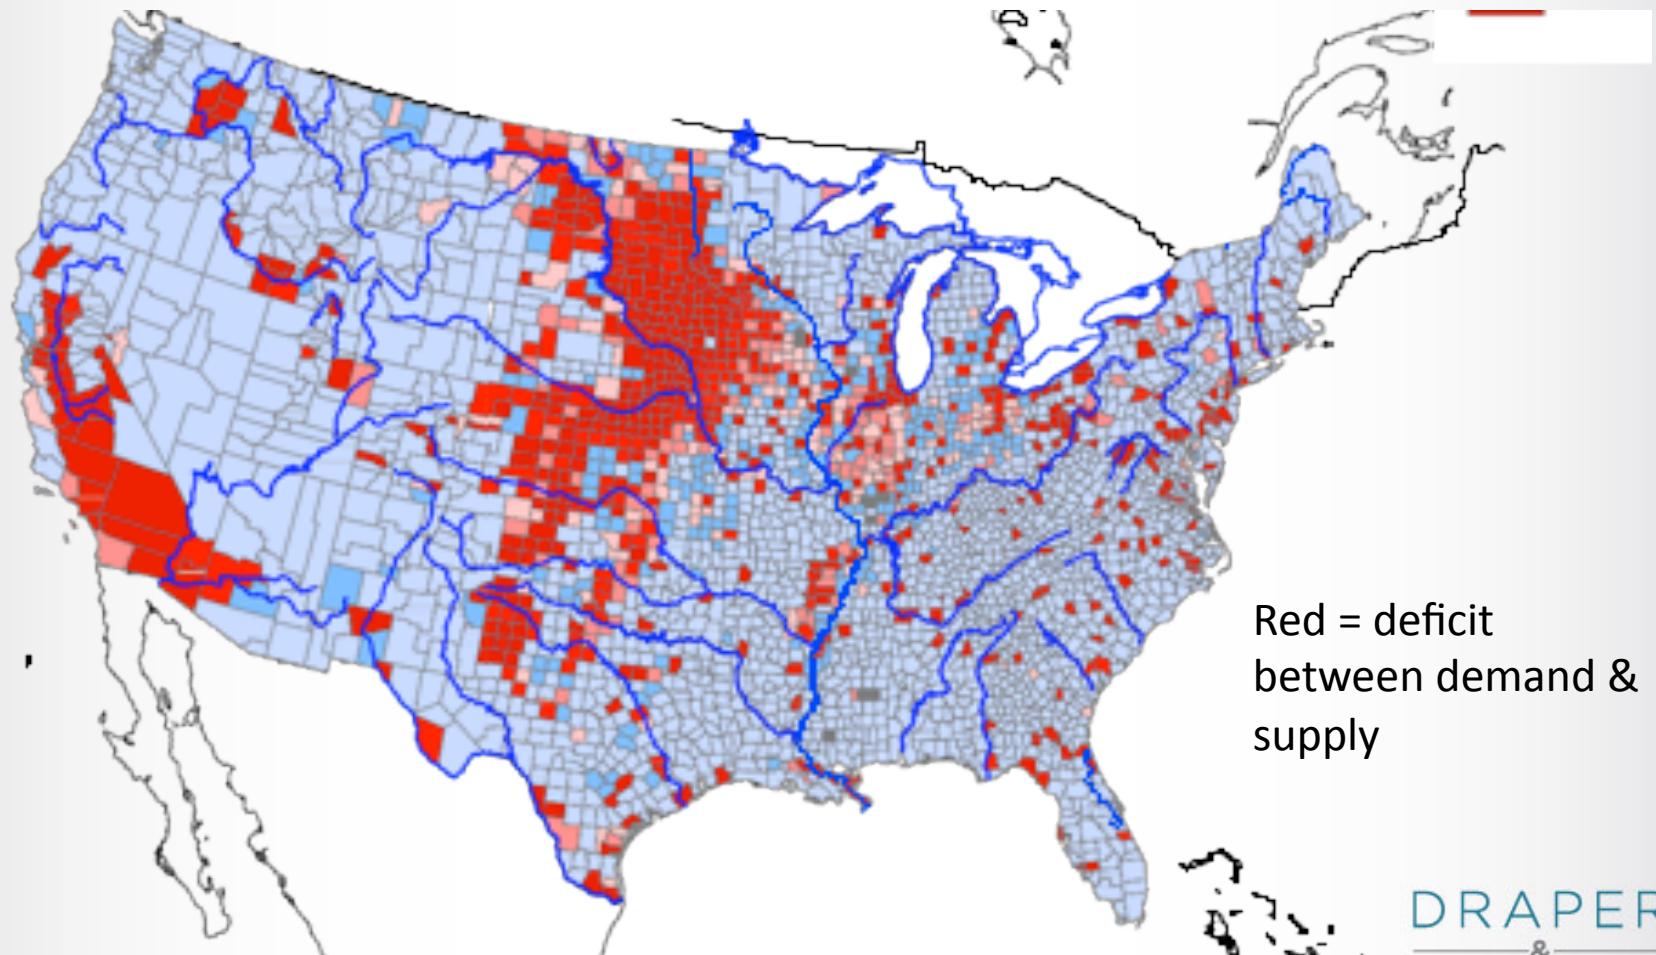 Red = deficit
between demand &
supply
DRAPER
&